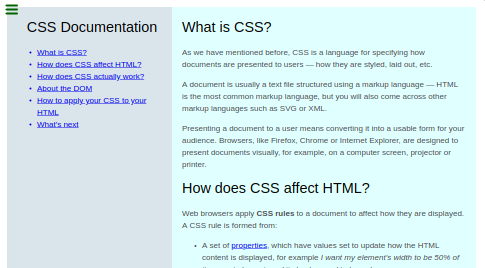 CSS Documentation
What is CSS?
How does CSS affect HTML?
How does CSS actually work?
About the DOM
How to apply your CSS to your
HTML
What's next
What is CSS?
As we have mentioned before, CSS is a language for specifying how
documents are presented to users — how they are styled, laid out, etc.
A document is usually a text file structured using a markup language — HTML
is the most common markup language, but you will also come across other
markup languages such as SVG or XML.
Presenting a document to a user means converting it into a usable form for your
audience. Browsers, like Firefox, Chrome or Internet Explorer, are designed to
present documents visually, for example, on a computer screen, projector or
printer.
How does CSS affect HTML?
Web browsers apply CSS rules to a document to affect how they are displayed.
A CSS rule is formed from:
A set of properties, which have values set to update how the HTML
content is displayed, for example I want my element's width to be 50% of